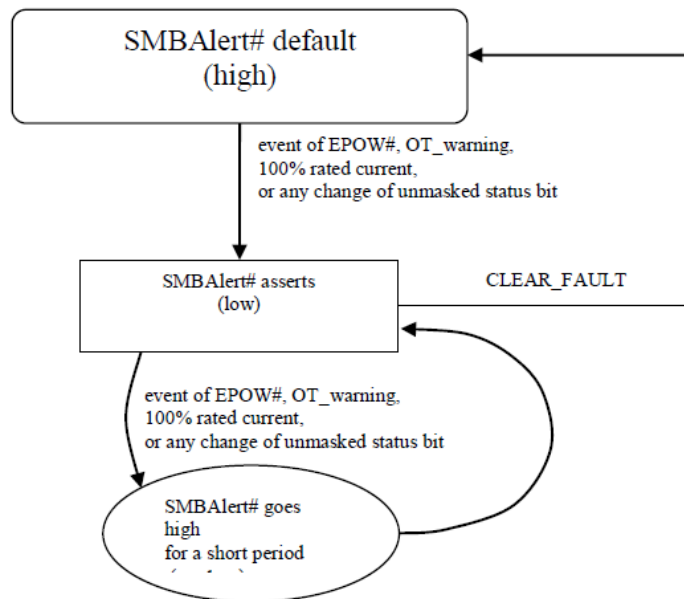 SMBAlert# default
(high)
event of EPOW#, OT_warning,
100% rated current,
or any change of unmasked status bit
SMBAlert# asserts
(low)
CLEAR_FAULT
event of EPOW#, OT_warning,
100% rated current,
or any change of unmasked status bit
SMBAlert# goes
high
for a short period